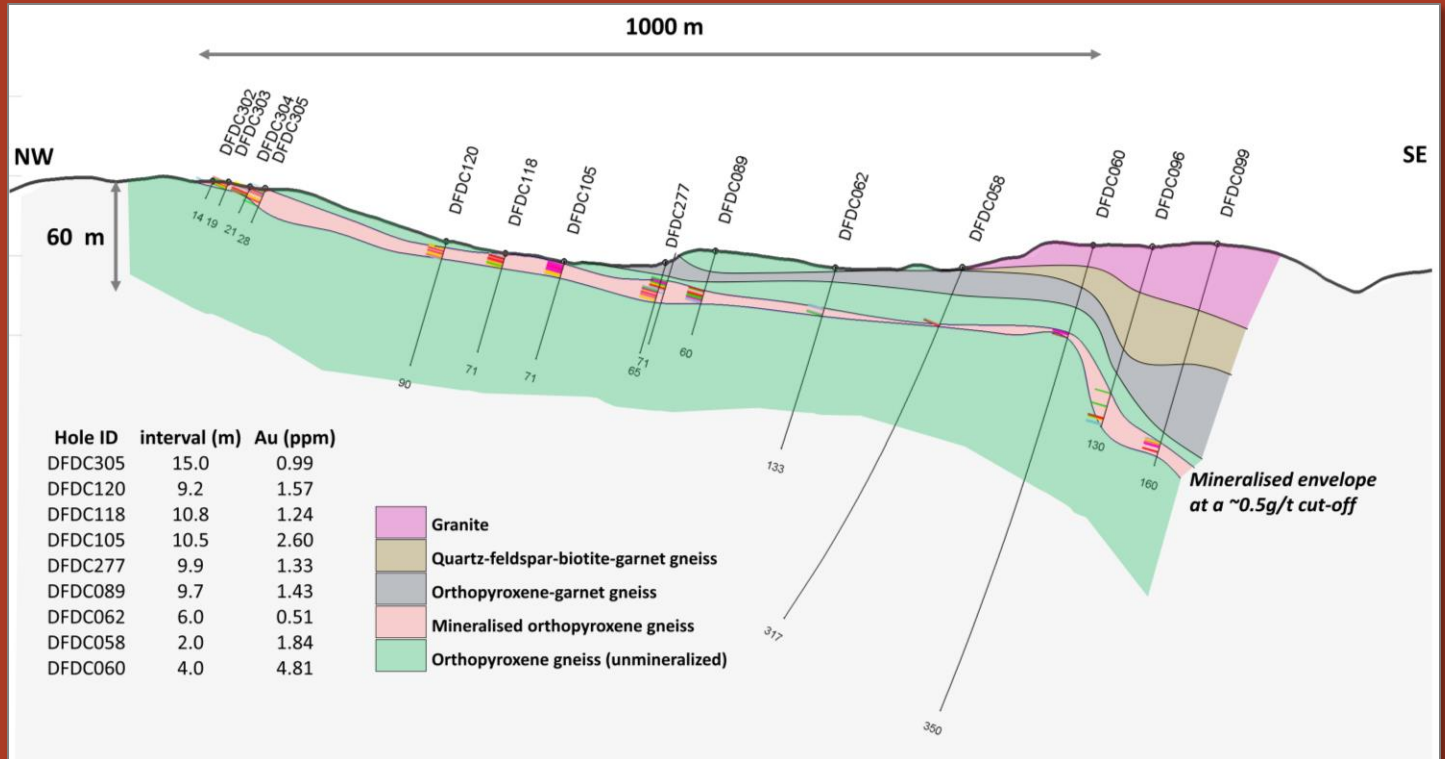 1000 m
NW
SE
60 m
DFDC302
DFDC303
DFDC304
DFDC305
DFDC120
DFDC118
DFDC105
DFDC277
DFDC089
DFDC062
DFDC058
DFDC060
DFDC096
DFDC099
14 19 21 28
90
71
71
71
65
60
133
317
350
130
160
Mineralised envelope
at a ~0.5g/t cut-off
Hole ID interval (m) Au (ppm)
DFDC305 15.0 0.99
DFDC120 9.2 1.57
DFDC118 10.8 1.24
DFDC105 10.5 2.60
DFDC277 9.9 1.33
DFDC089 9.7 1.43
DFDC062 6.0 0.51
DFDC058 2.0 1.84
DFDC060 4.0 4.81
Granite
Quartz-feldspar-biotite-garnet gneiss
Orthopyroxene-garnet gneiss
Mineralised orthopyroxene gneiss
Orthopyroxene gneiss (unmineralized)